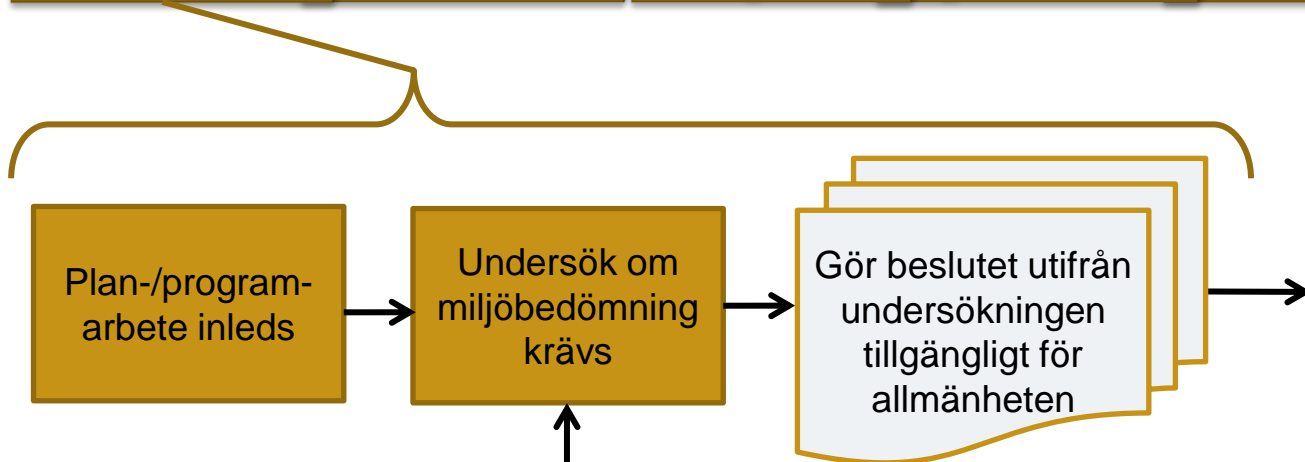 Plan-/program-
arbete inleds
Undersök om
miljöbedömning
krävs
Gör beslutet utifrån
undersökningen
tillgängligt för
allmänheten